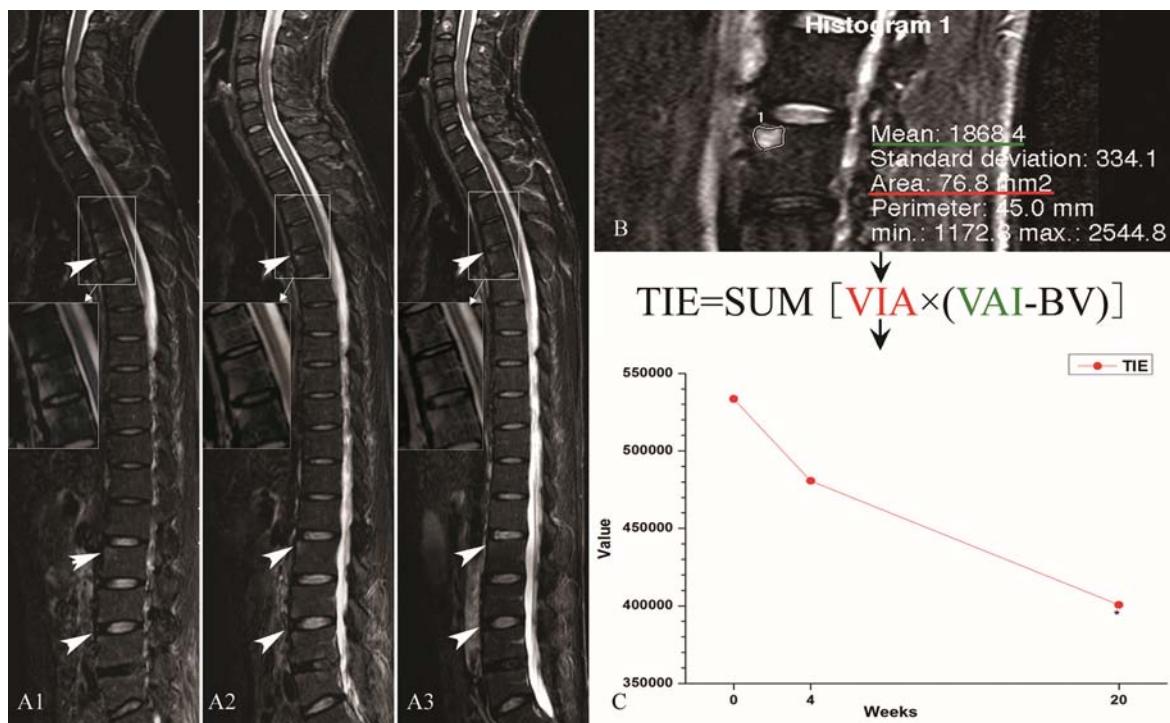 A1
A2
A3
Histogram 1
1
Mean: 1868.4
Standard deviation: 334.1
Area: 76.8 mm2
Perimeter: 45.0 mm
min.: 1172.8 max.: 2544.8
B
TIE=SUM [VIA×(VAI-BV)]
TIE
550000
500000
450000
400000
350000
Value
*
0 4 20
Weeks
C